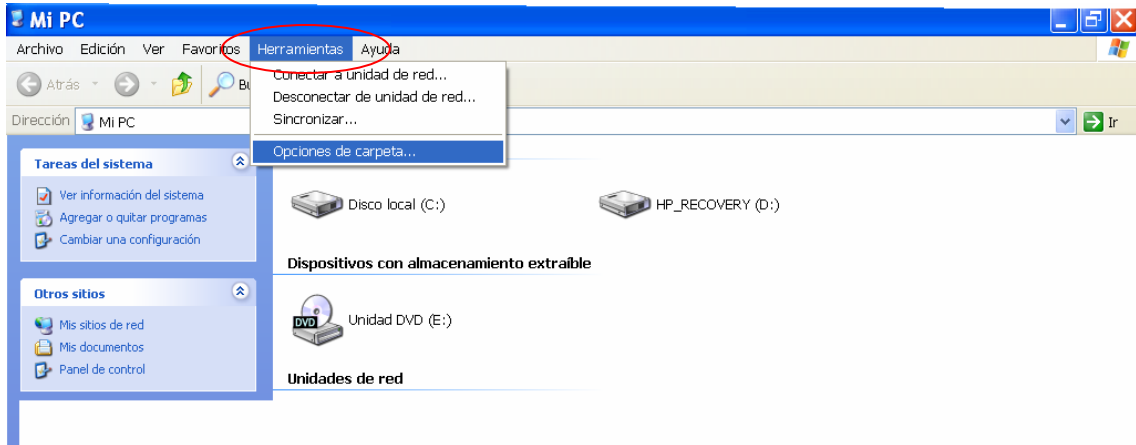 Mi PC
Archivo Edición Ver Favoritos Herramientas Ayuda
Atrás
Conectar a unidad de red...
Desconectar de unidad de red...
Sincronizar...
Opciones de carpeta...
Dirección Mi PC Ir
Tareas del sistema
Ver información del sistema
Agregar o quitar programas
Cambiar una configuración
Otros sitios
Mis sitios de red
Mis documentos
Panel de control
Disco local (C:) HP_RECOVERY (D:)
Dispositivos con almacenamiento extraíble
DVD Unidad DVD (E:)
Unidades de red